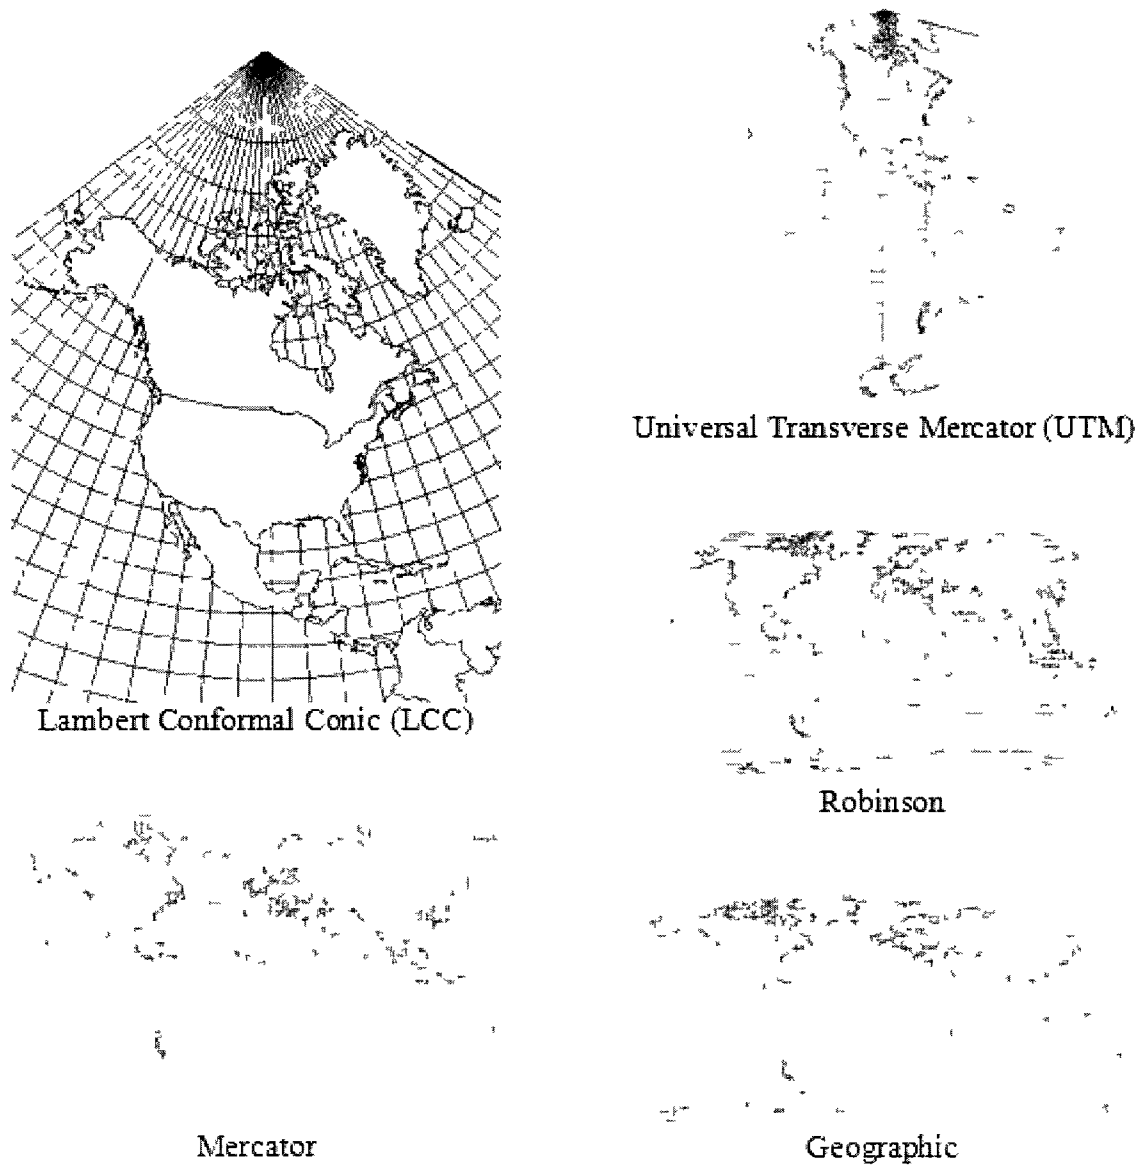 Universal Transverse Mercator (UTM)
Lambert Conformal Conic (LCC)
Robinson
Mercator
Geographic